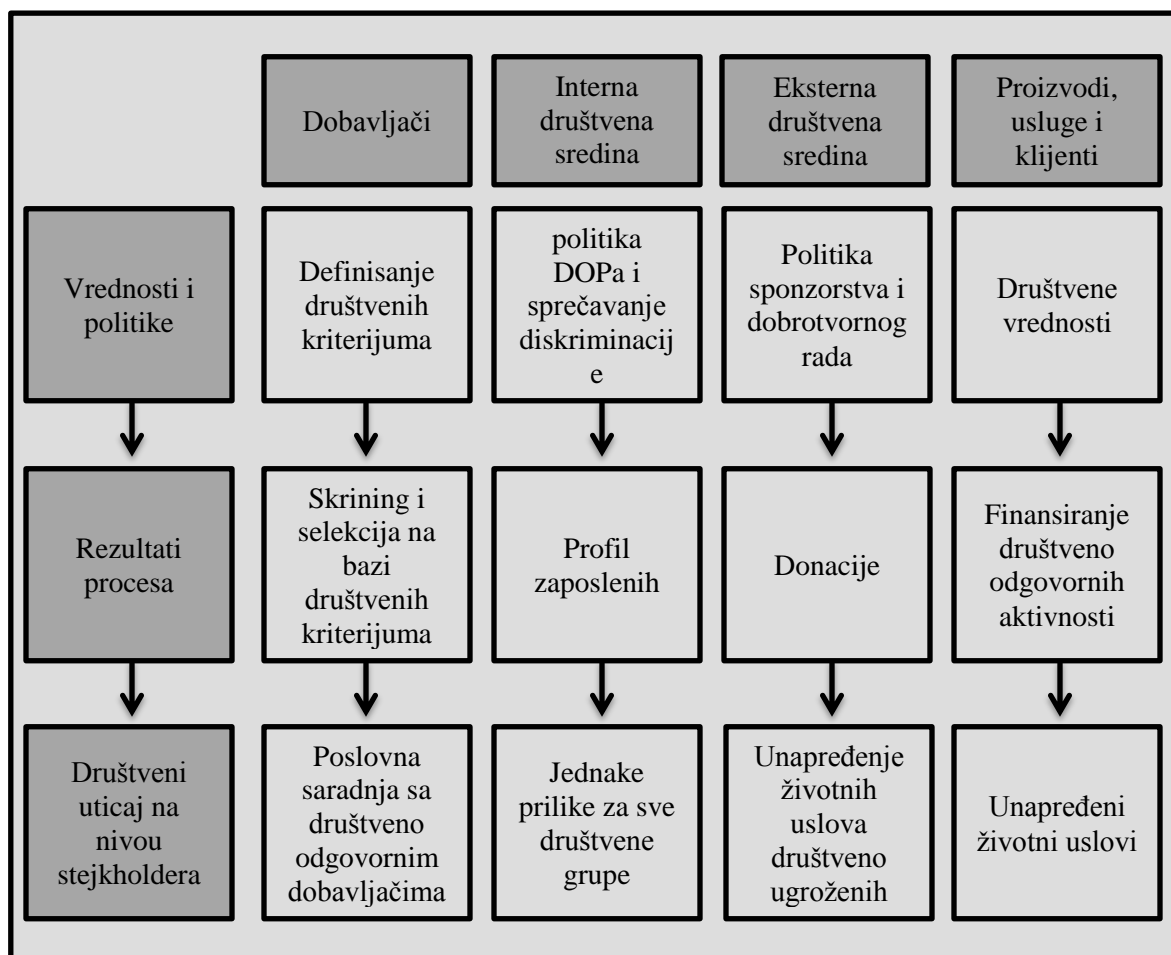 Dobavljači
Interna
društvena
sredina
Eksterna
društvena
sredina
Proizvodi,
usluge i
klijenti
Vrednosti i
politike
Definisanje
društvenih
kriterijuma
politika
DOPa i
sprečavanje
diskriminacij
e
Politika
sponzorstva i
dobrotvornog
rada
Društvene
vrednosti
Rezultati
procesa
Skrining i
selekcija na
bazi
društvenih
kriterijuma
Profil
zaposlenih
Donacije
Finansiranje
društveno
odgovornih
aktivnosti
Društveni
uticaj na
nivou
stejkholdera
Poslovna
saradnja sa
društveno
odgovornim
dobavljačima
Jednake
prilike za sve
društvene
grupe
Unapređenje
životnih
uslova
društveno
ugroženih
Unapređeni
životni uslovi